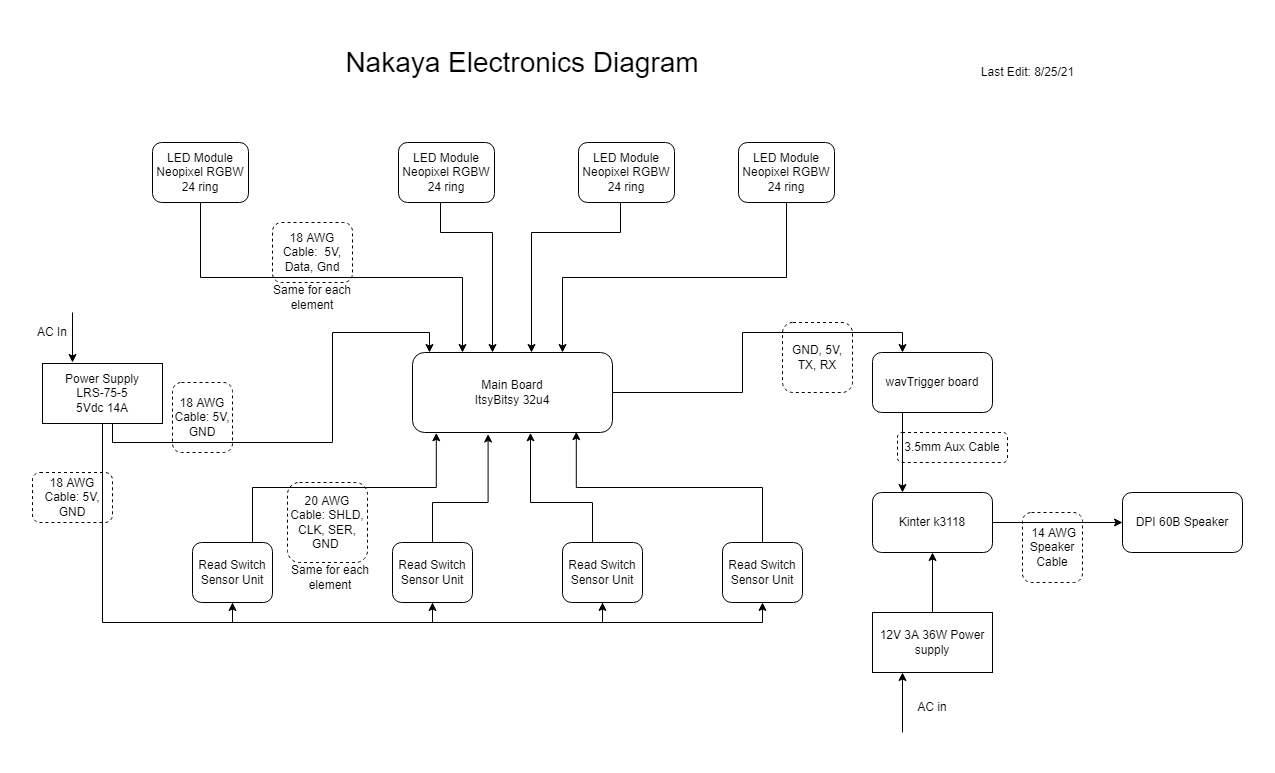 Nakaya Electronics Diagram
Last Edit: 8/25/21
LED Module
Neopixel RGBW
24 ring
LED Module
Neopixel RGBW
24 ring
LED Module
Neopixel RGBW
24 ring
LED Module
Neopixel RGBW
24 ring
18 AWG
Cable: 5V,
Data, Gnd
Same for each
element
AC In
Power Supply
LRS-75-5
5Vdc 14A
18 AWG
Cable: 5V,
GND
Main Board
ItsyBitsy 32u4
GND, 5V,
TX, RX
wavTrigger board
3.5mm Aux Cable
18 AWG
Cable: 5V,
GND
20 AWG
Cable: SHLD,
CLK, SER,
GND
Same for each
element
Kinter k3118
14 AWG
Speaker
Cable
DPI 60B Speaker
Read Switch
Sensor Unit
Read Switch
Sensor Unit
Read Switch
Sensor Unit
Read Switch
Sensor Unit
12V 3A 36W Power
supply
AC in